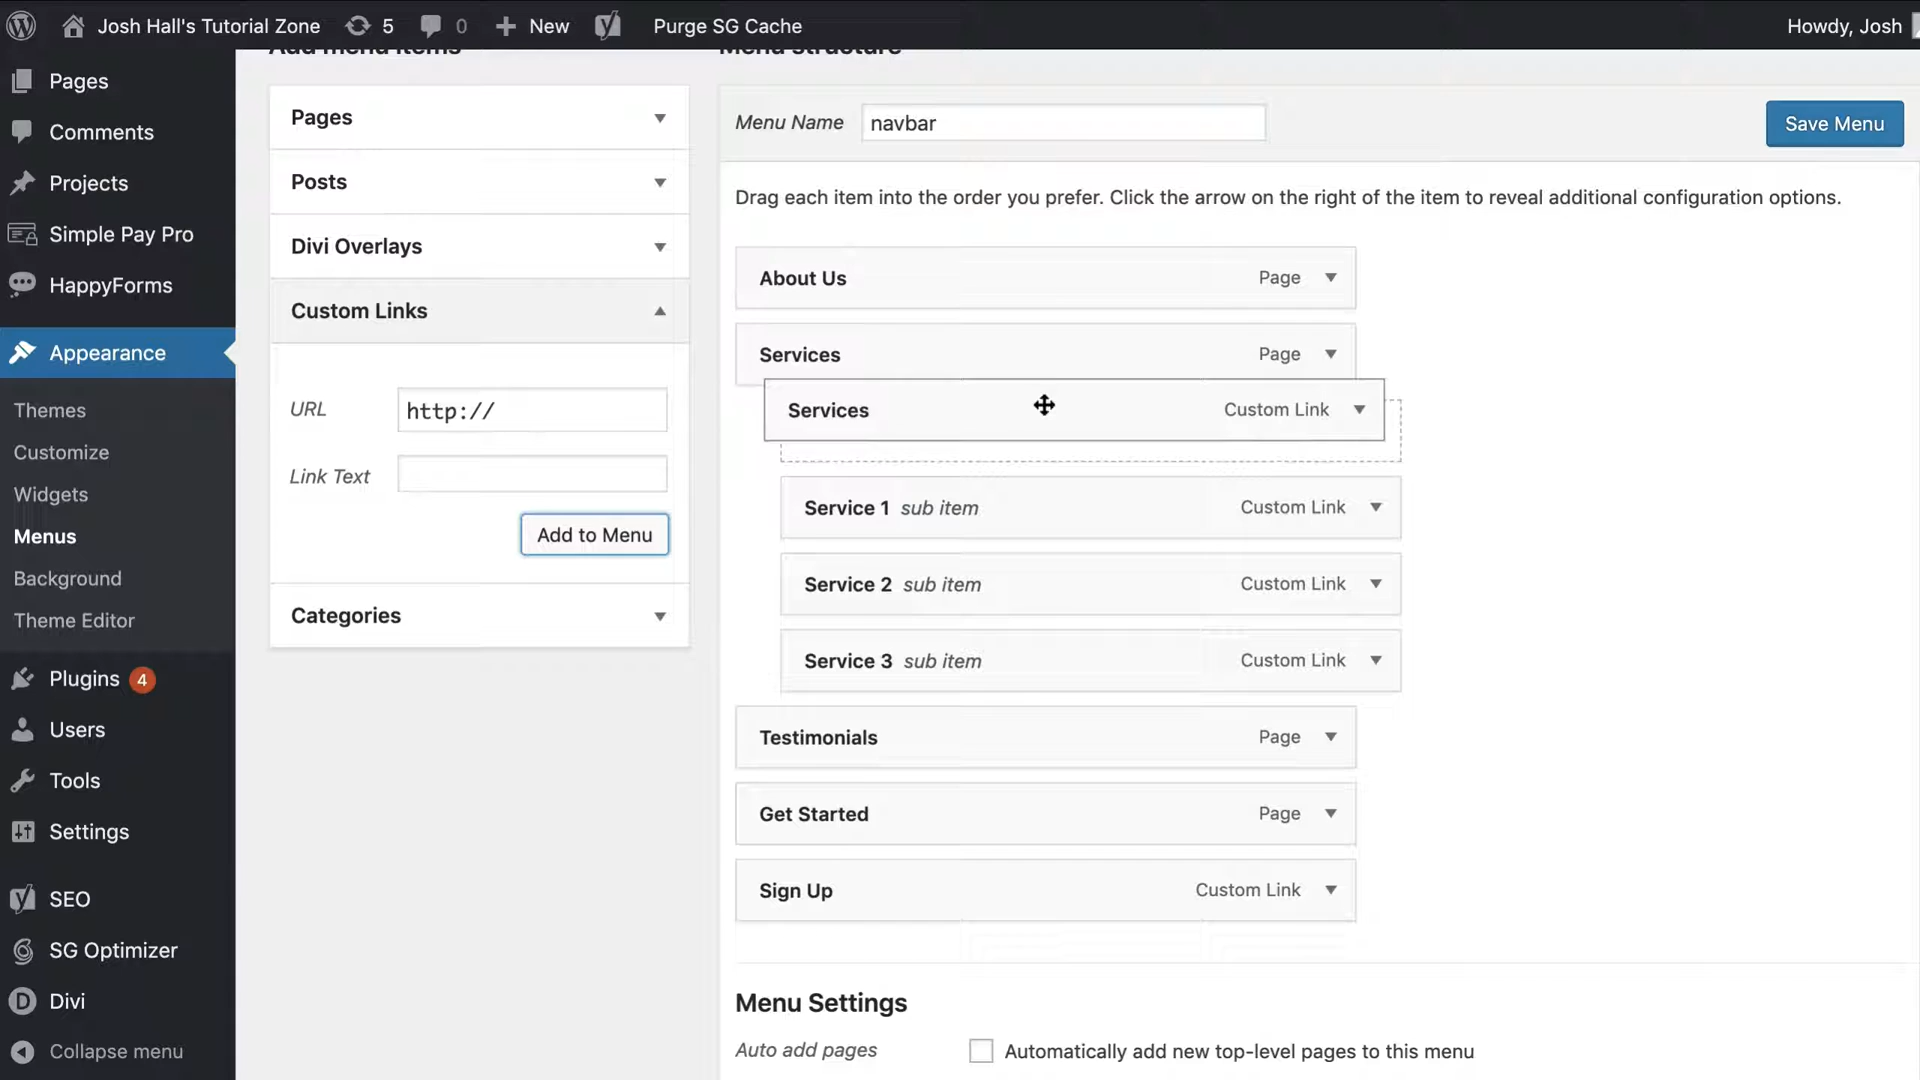 Josh Hall's Tutorial Zone 5 0 New Purge SG Cache Howdy, Josh
Pages
Comments
Projects
Simple Pay Pro
HappyForms
Appearance
Themes
Customize
Widgets
Menus
Background
Theme Editor
Plugins 4
Users
Tools
Settings
SEO
SG Optimizer
Divi
Collapse menu
Add menu items
Pages
Posts
Divi Overlays
Custom Links
URL http://
Link Text
Add to Menu
Categories
Menu Structure
Menu Name navbar Save Menu
Drag each item into the order you prefer. Click the arrow on the right of the item to reveal additional configuration options.
About Us Page
Services Page
Services Custom Link
Service 1 sub item Custom Link
Service 2 sub item Custom Link
Service 3 sub item Custom Link
Testimonials Page
Get Started Page
Sign Up Custom Link
Menu Settings
Auto add pages Automatically add new top-level pages to this menu